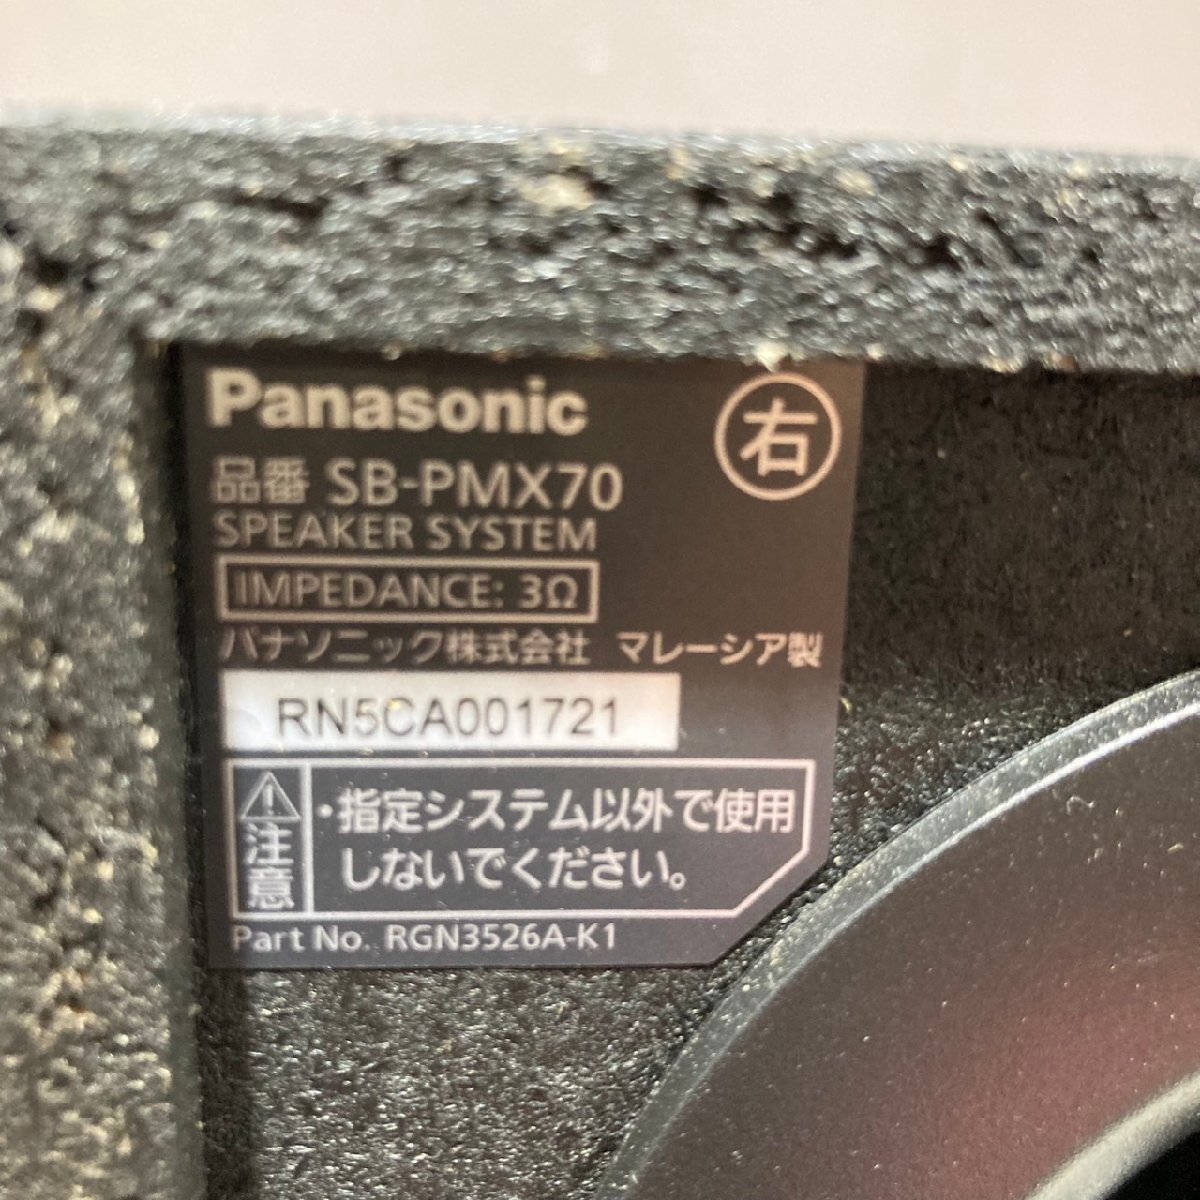 Panasonic
右
品番 SB-PMX70
SPEAKER SYSTEM
IMPEDANCE: 3Ω
パナソニック株式会社 マレーシア製
RN5CA001721
注意
・指定システム以外で使用
しないでください。
Part No. RGN3526A-K1